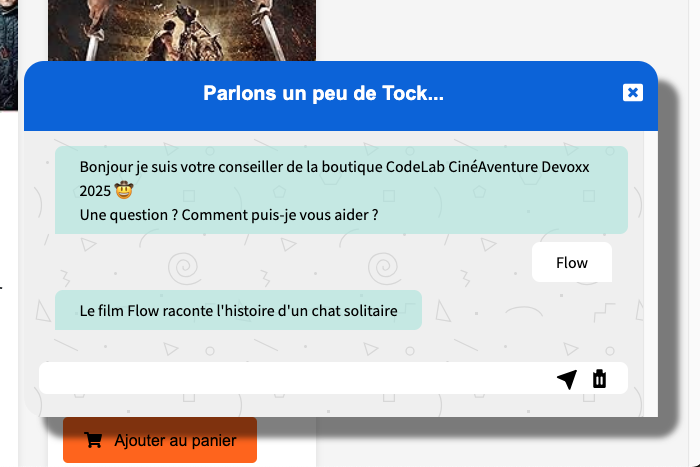 Parlons un peu de Tock...
Bonjour je suis votre conseiller de la boutique CodeLab CinéAventure Devoxx
2025 🤠
Une question ? Comment puis-je vous aider ?
Flow
Le film Flow raconte l'histoire d'un chat solitaire
Ajouter au panier